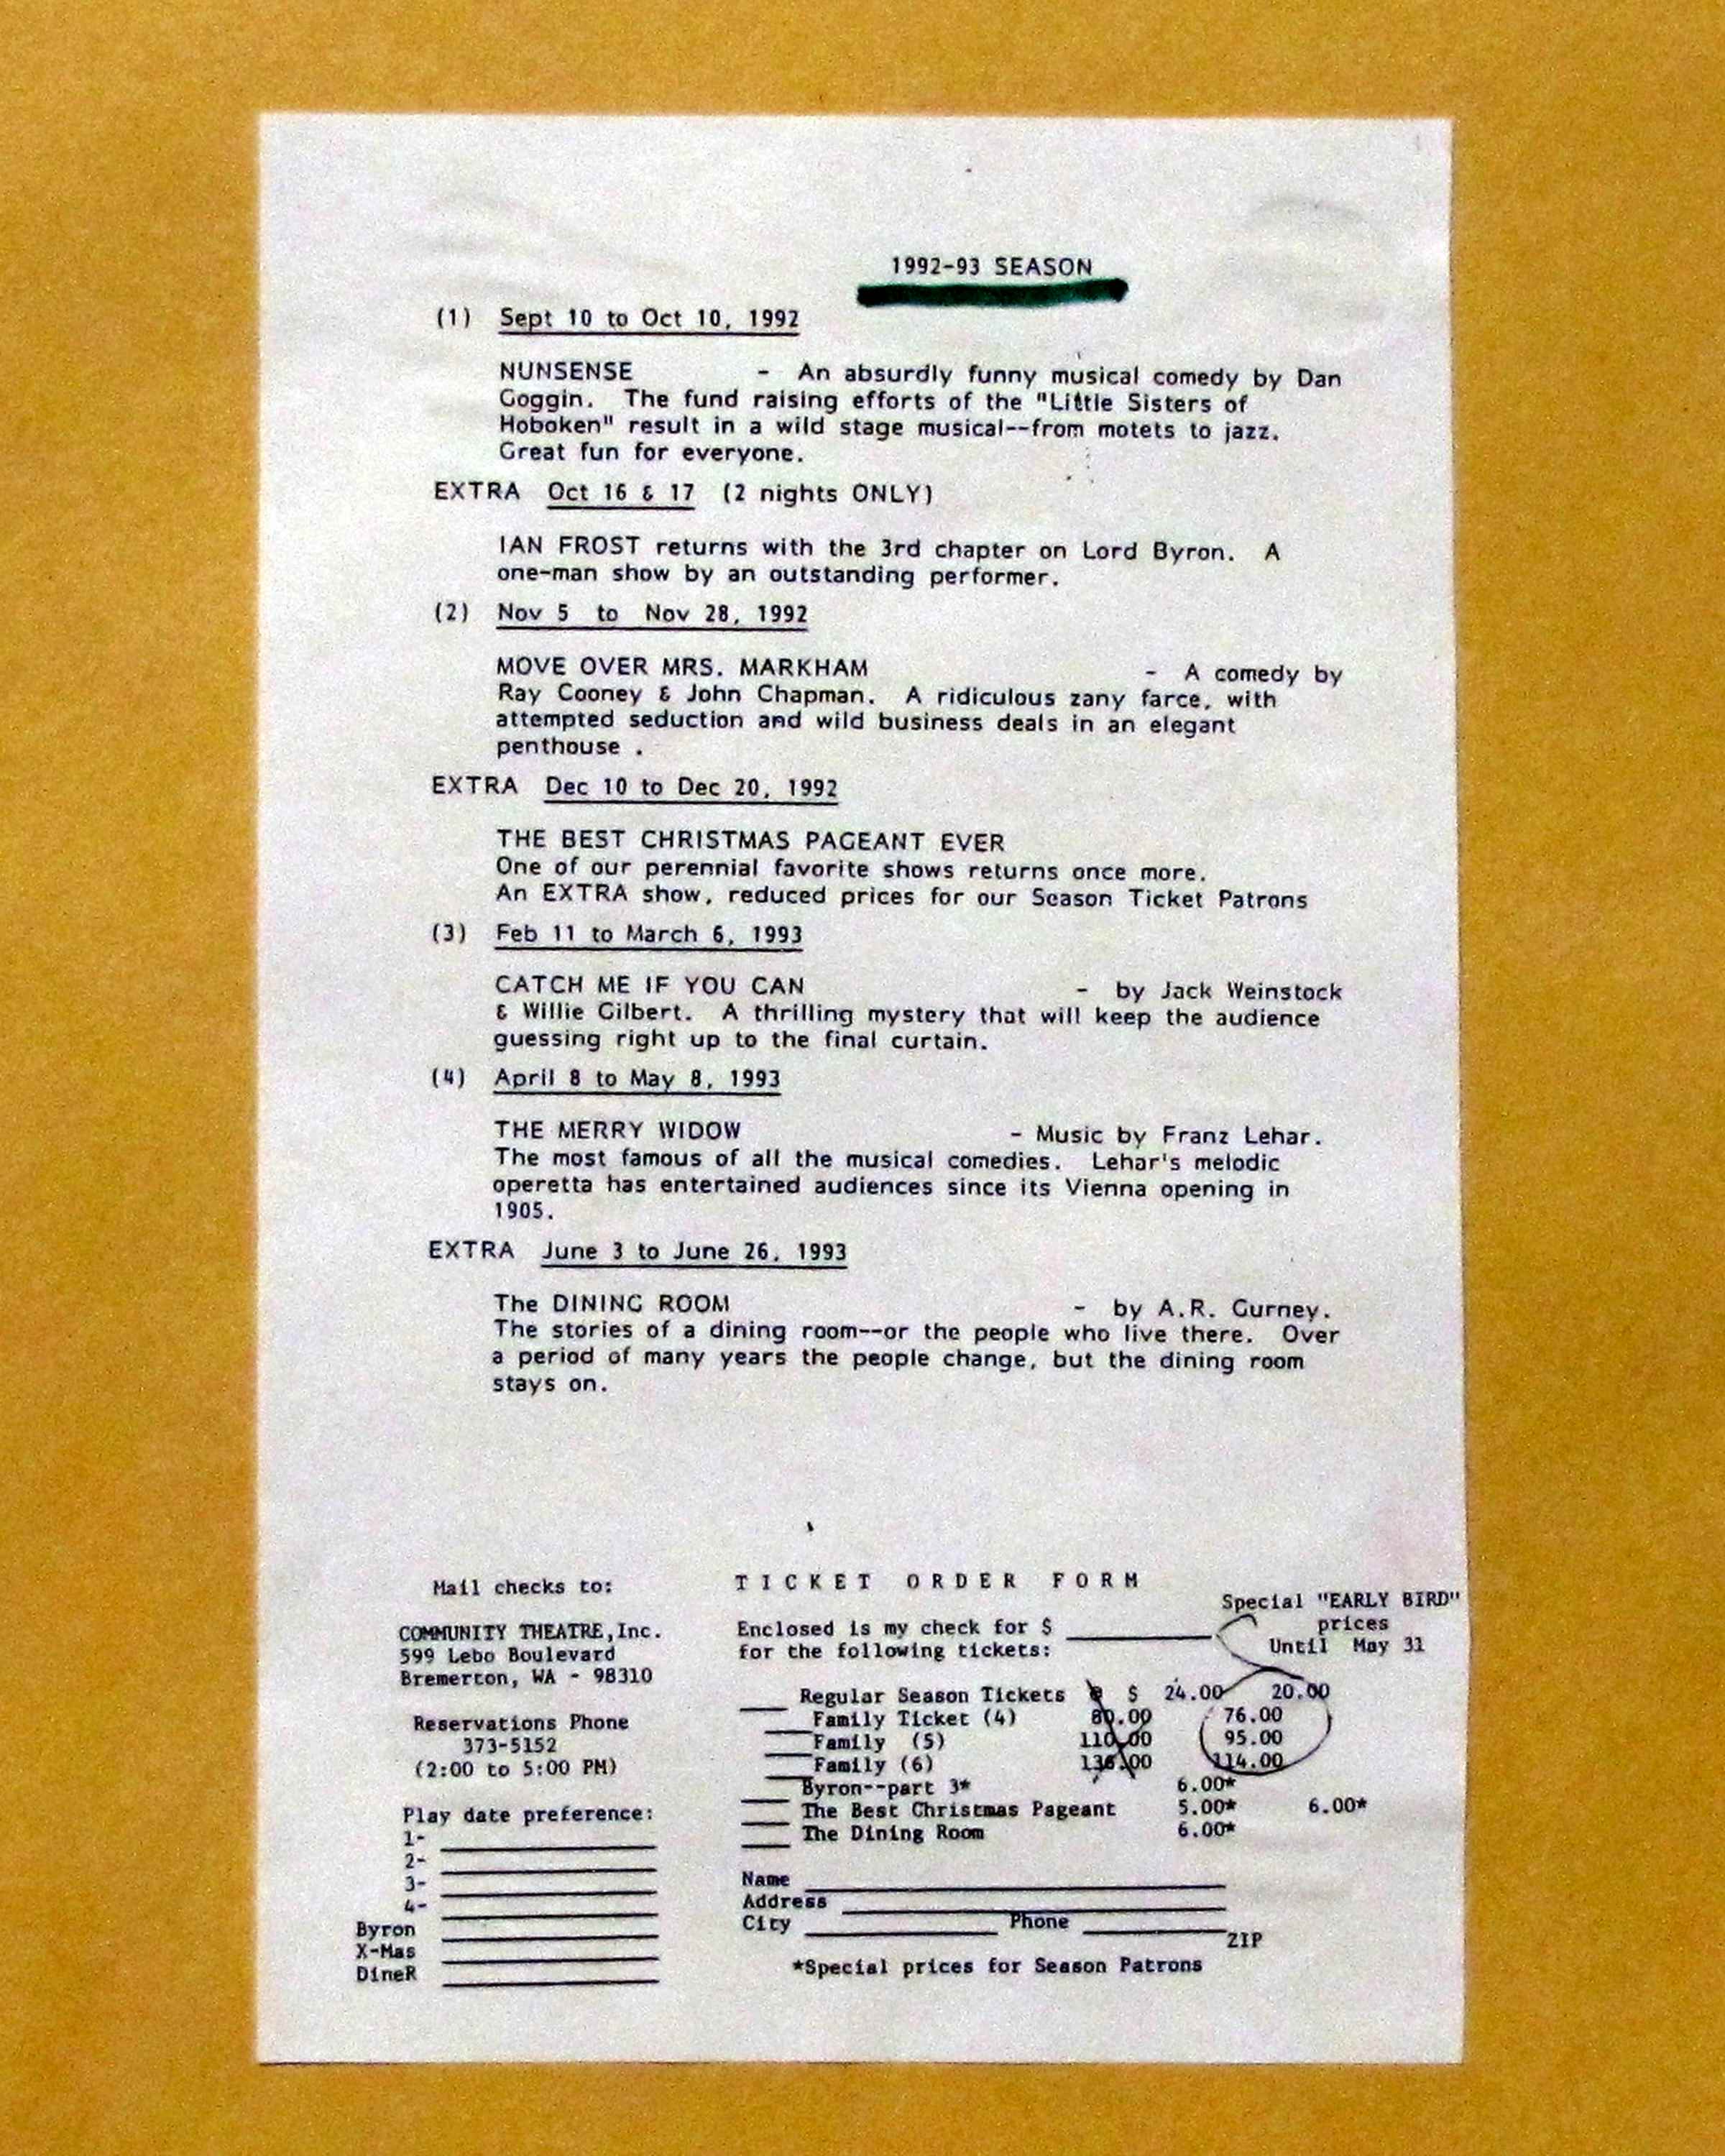 1992-93 SEASON
(1) Sept 10 to Oct 10, 1992
NUNSENSE - An absurdly funny musical comedy by Dan
Goggin. The fund raising efforts of the "Little Sisters of
Hoboken" result in a wild stage musical--from motets to jazz.
Great fun for everyone.
EXTRA Oct 16 & 17 (2 nights ONLY)
IAN FROST returns with the 3rd chapter on Lord Byron. A
one-man show by an outstanding performer.
(2) Nov 5 to Nov 28, 1992
MOVE OVER MRS. MARKHAM - A comedy by
Ray Cooney & John Chapman. A ridiculous zany farce, with
attempted seduction and wild business deals in an elegant
penthouse .
EXTRA Dec 10 to Dec 20, 1992
THE BEST CHRISTMAS PAGEANT EVER
One of our perennial favorite shows returns once more.
An EXTRA show, reduced prices for our Season Ticket Patrons
(3) Feb 11 to March 6, 1993
CATCH ME IF YOU CAN - by Jack Weinstock
& Willie Gilbert. A thrilling mystery that will keep the audience
guessing right up to the final curtain.
(4) April 8 to May 8, 1993
THE MERRY WIDOW - Music by Franz Lehar.
The most famous of all the musical comedies. Lehar's melodic
operetta has entertained audiences since its Vienna opening in
1905.
EXTRA June 3 to June 26, 1993
The DINING ROOM - by A.R. Gurney.
The stories of a dining room--or the people who live there. Over
a period of many years the people change, but the dining room
stays on.
Mail checks to:
COMMUNITY THEATRE,Inc.
599 Lebo Boulevard
Bremerton, WA - 98310
Reservations Phone
373-5152
(2:00 to 5:00 PM)
Play date preference:
1-
2-
3-
4-
Byron
X-Mas
DineR
TICKET ORDER FORM
Special "EARLY BIRD"
prices
Until May 31
Enclosed is my check for $
for the following tickets:
Regular Season Tickets @ $ 24.00 20.00
Family Ticket (4) 80.00 76.00
Family (5) 110.00 95.00
Family (6) 136.00 114.00
Byron--part 3* 6.00*
The Best Christmas Pageant 5.00* 6.00*
The Dining Room 6.00*
Name
Address
City Phone
ZIP
*Special prices for Season Patrons